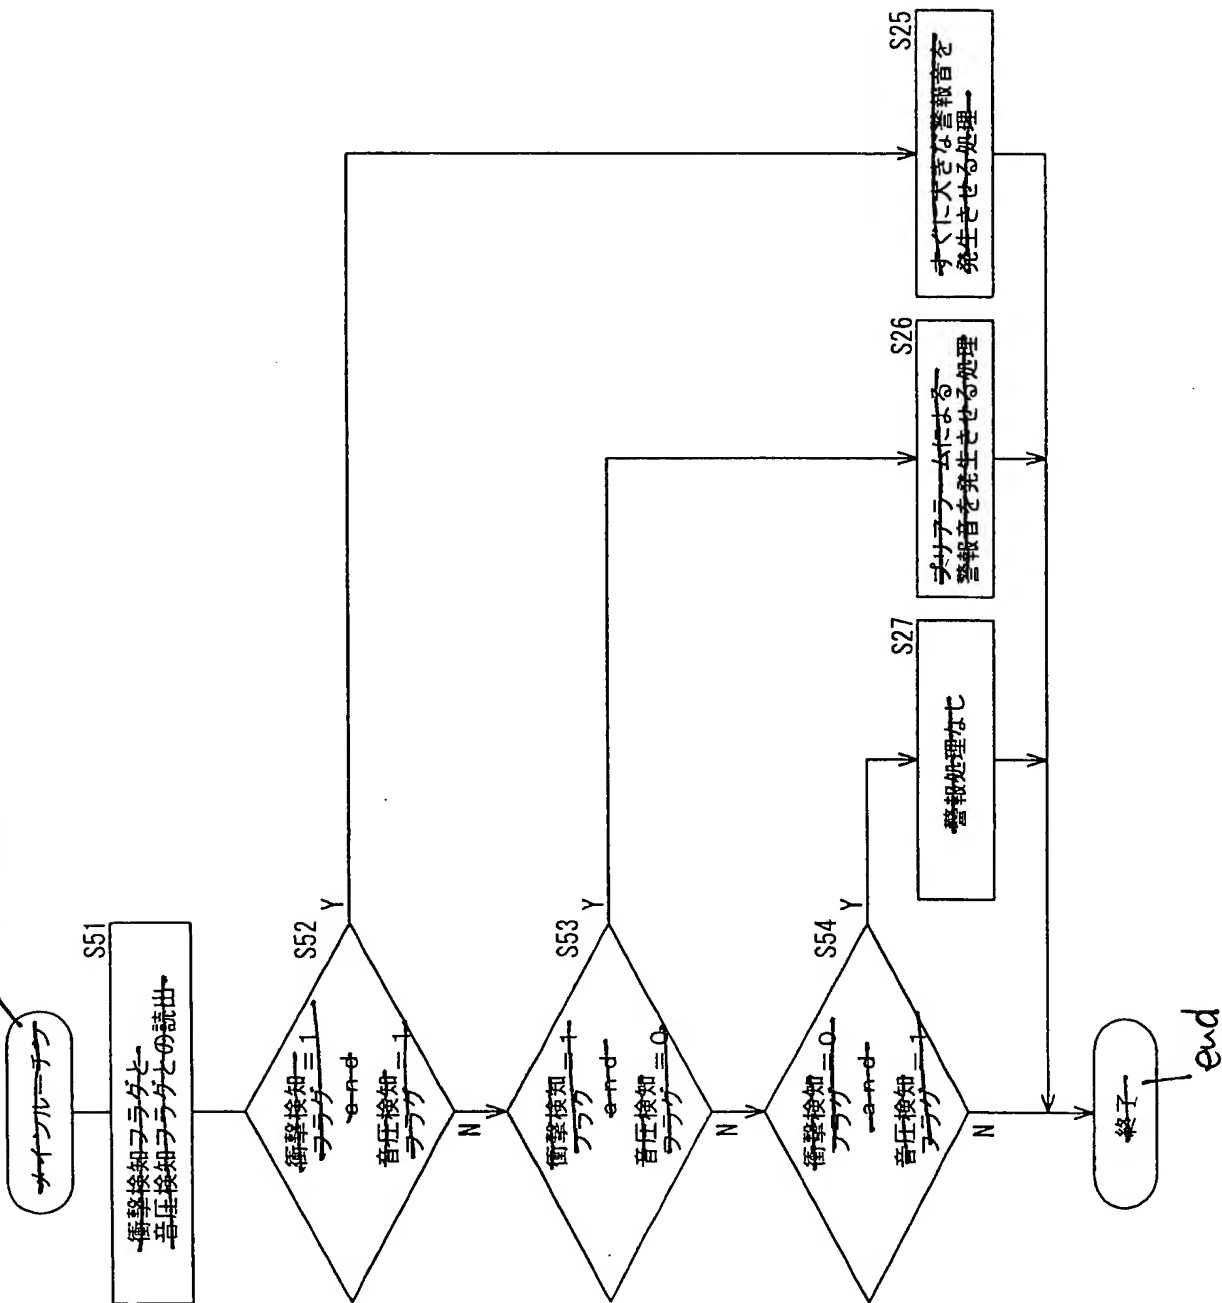 メインルーチン
S51
衝撃検知フラグと
音圧検知フラグとの読出
S52
衝撃検知
フラグ =1
and
音圧検知
フラグ =1
Y
N
S53
衝撃検知
フラグ =1
and
音圧検知
フラグ =0
Y
N
S54
衝撃検知
フラグ =0
and
音圧検知
フラグ =1
Y
N
S27
警報処理なし
S26
プリアラームによる
警報音を発生させる処理
S25
すぐに大きな警報音を
発生させる処理
終了
end